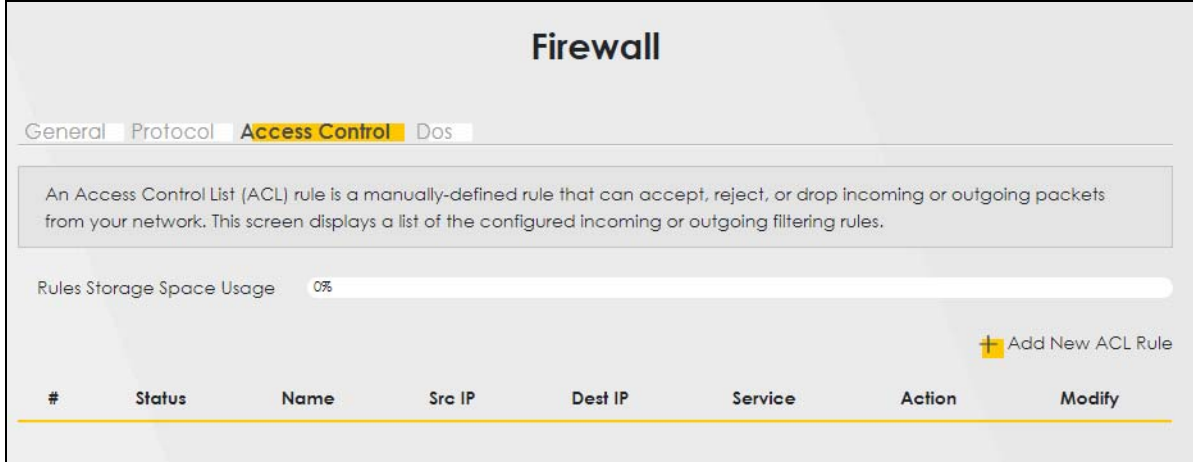 Firewall
General Protocol Access Control Dos
An Access Control List (ACL) rule is a manually-defined rule that can accept, reject, or drop incoming or outgoing packets
from your network. This screen displays a list of the configured incoming or outgoing filtering rules.
Rules Storage Space Usage 0%
+ Add New ACL Rule
# Status Name Src IP Dest IP Service Action Modify